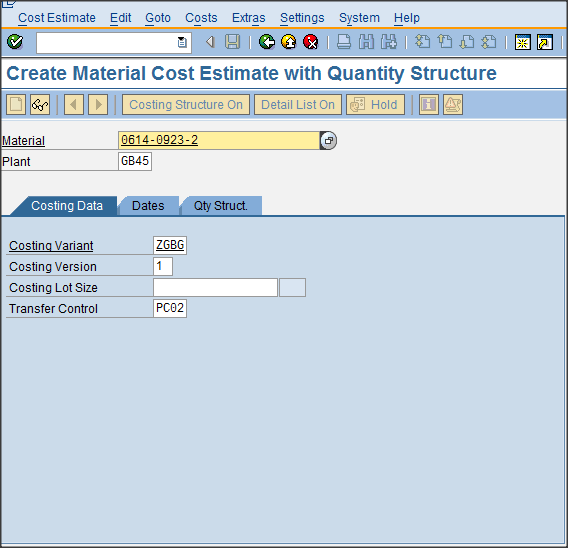 Cost Estimate Edit Goto Costs Extras Settings System Help
Create Material Cost Estimate with Quantity Structure
Costing Structure On Detail List On Hold
Material 0614-0923-2
Plant GB45
Costing Data Dates Qty Struct.
Costing Variant ZGBG
Costing Version 1
Costing Lot Size
Transfer Control PC02